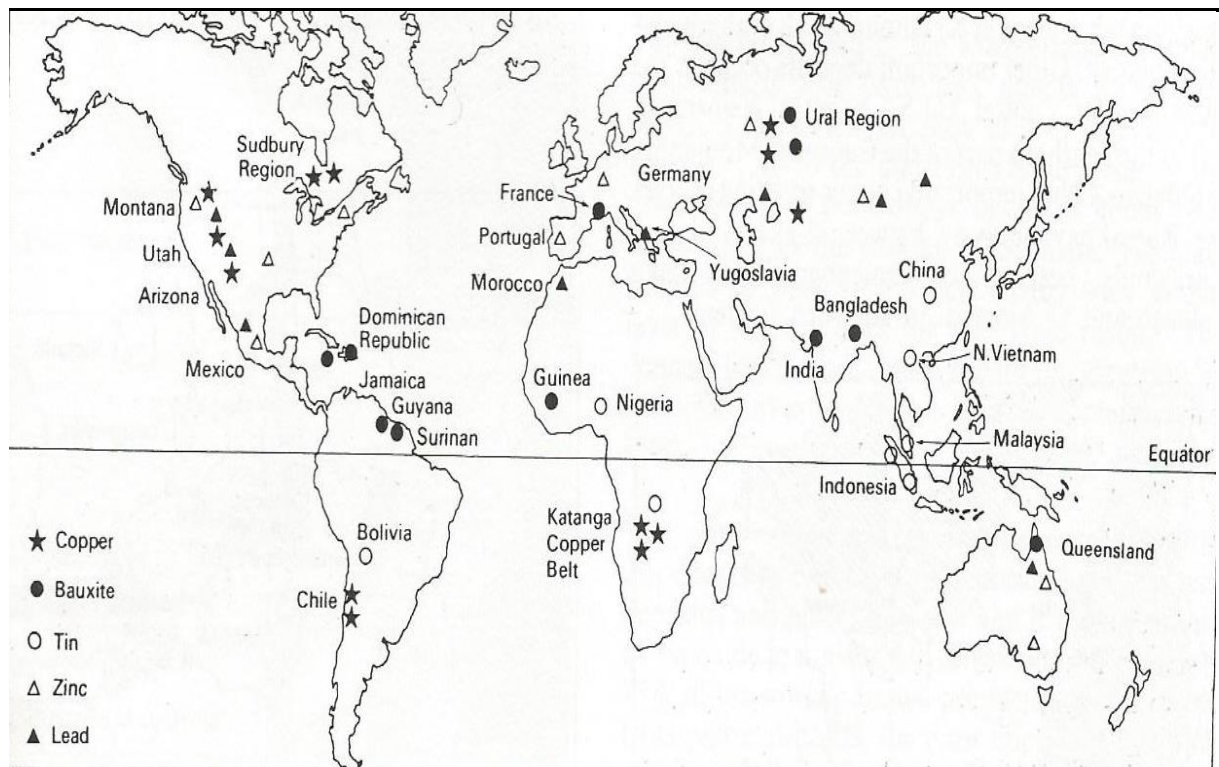 Sudbury
Region
Montana
Utah
Arizona
Mexico
Dominican
Republic
Jamaica
Guyana
Surinan
Bolivia
Chile
France
Germany
Portugal
Yugoslavia
Morocco
Guinea
Nigeria
Katanga
Copper
Belt
Ural Region
China
Bangladesh
India
N.Vietnam
Malaysia
Indonesia
Equator
Queensland
Copper
Bauxite
Tin
Zinc
Lead